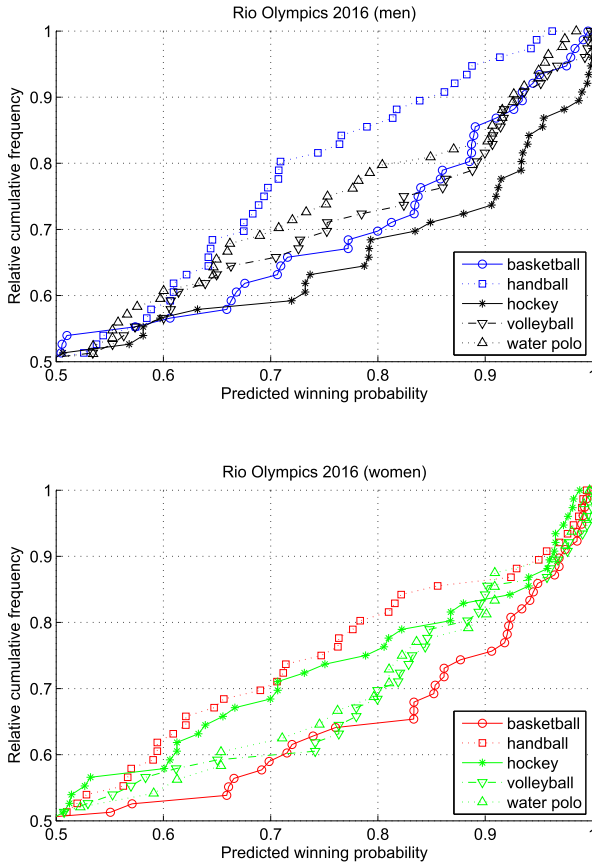 Rio Olympics 2016 (men)
1
0.9
0.8
0.7
0.6
0.5
Relative cumulative frequency
basketball
handball
hockey
volleyball
water polo
0.5 0.6 0.7 0.8 0.9 1
Predicted winning probability
Rio Olympics 2016 (women)
1
0.9
0.8
0.7
0.6
0.5
Relative cumulative frequency
basketball
handball
hockey
volleyball
water polo
0.5 0.6 0.7 0.8 0.9 1
Predicted winning probability